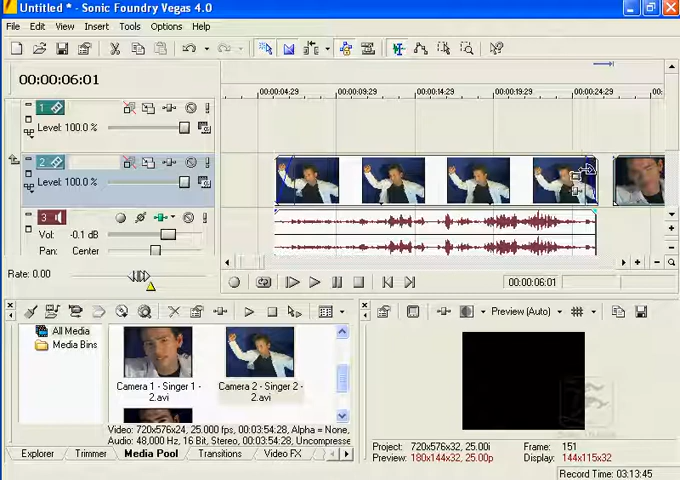 Untitled * - Sonic Foundry Vegas 4.0
File Edit View Insert Tools Options Help
00:00:06:01
00:00:04:29 00:00:09:29 00:00:14:29 00:00:19:29 00:00:24:29 00:00:
1
Level: 100.0 %
2
Level: 100.0 %
3
Vol: -0.1 dB
Pan: Center
Rate: 0.00
00:00:06:01
All Media
Media Bins
Camera 1 - Singer 1 - 2.avi
Camera 2 - Singer 2 - 2.avi
Preview (Auto)
Video: 720x576x24, 25.000 fps, 00:03:54:28, Alpha = None,
Audio: 48,000 Hz, 16 Bit, Stereo, 00:03:54:28, Uncompresse
Explorer Trimmer Media Pool Transitions Video FX
Project: 720x576x32, 25.00i Frame: 151
Preview: 180x144x32, 25.00p Display: 144x115x32
Record Time: 03:13:45